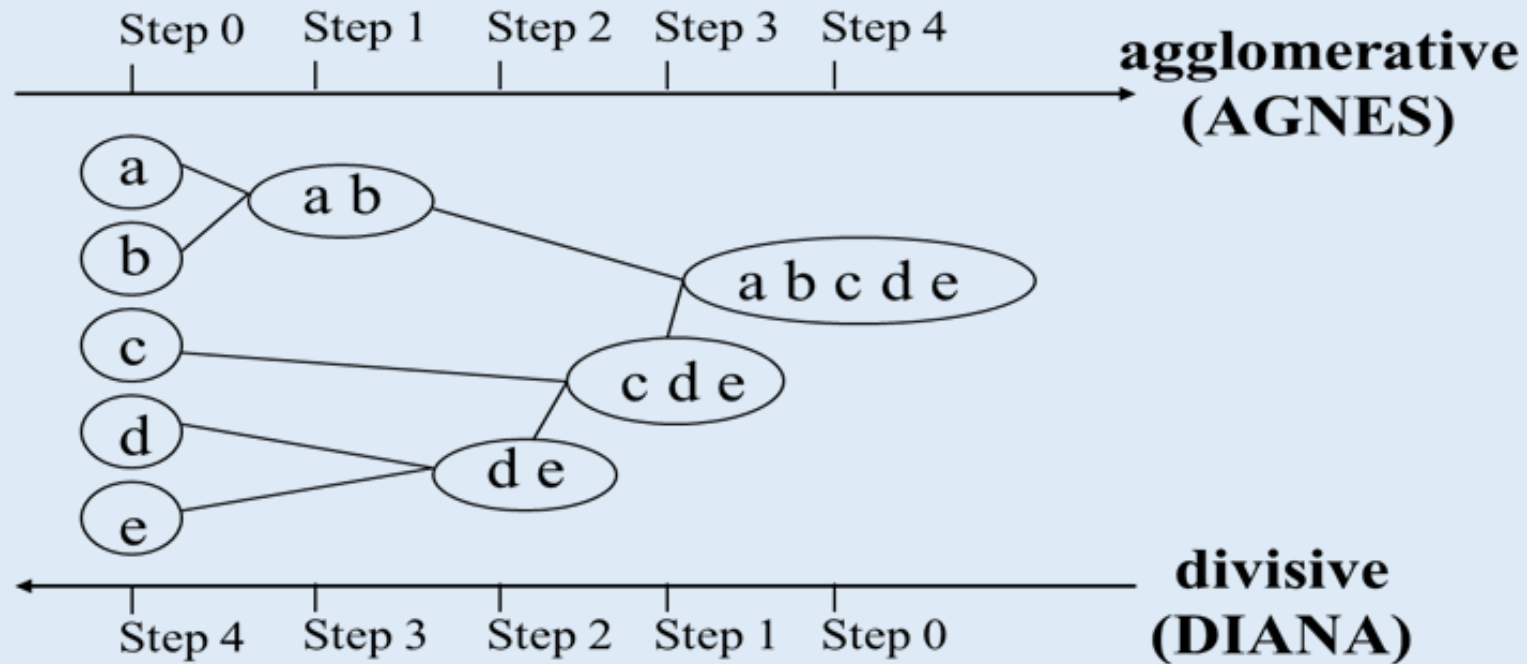 Step 0 Step 1 Step 2 Step 3 Step 4
agglomerative
(AGNES)
a
a b
b
a b c d e
c
c d e
d
d e
e
divisive
(DIANA)
Step 4 Step 3 Step 2 Step 1 Step 0